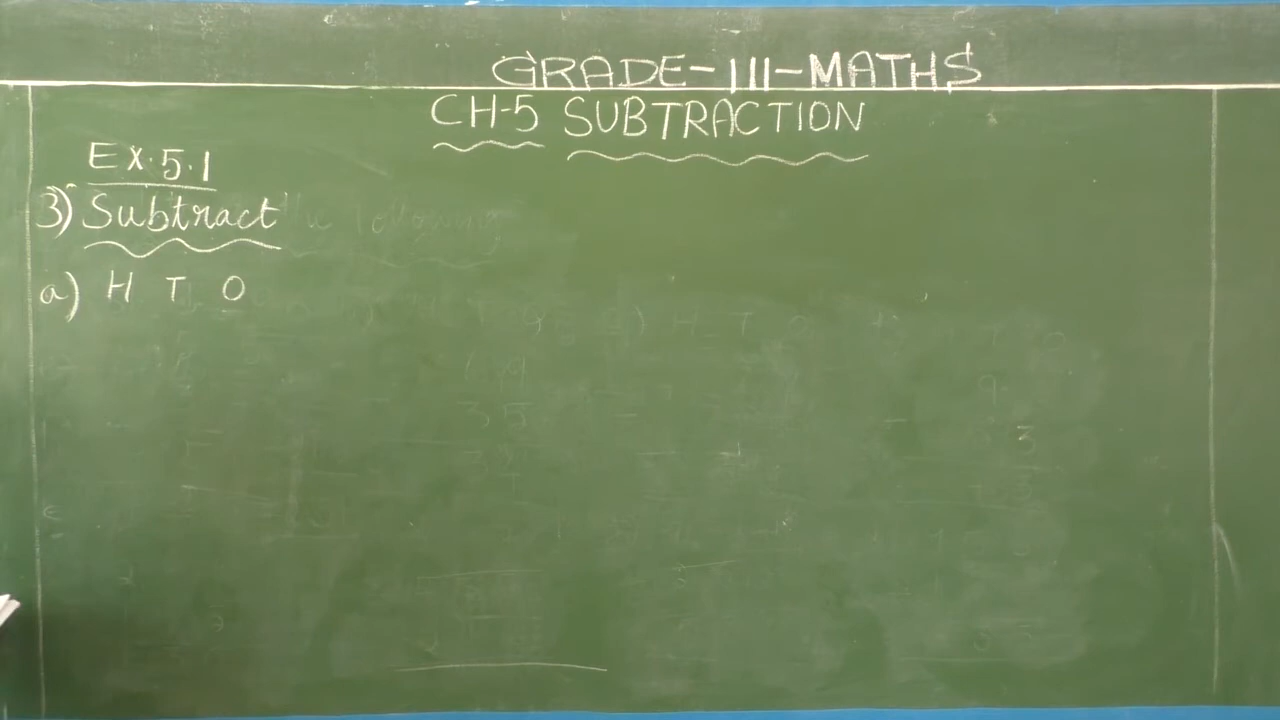 GRADE-III-MATHS
CH-5 SUBTRACTION
EX.5.1
3) Subtract
a) H T O